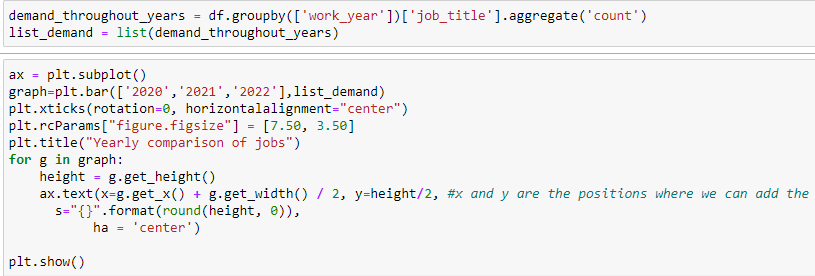 demand_throughout_years = df.groupby(['work_year'])['job_title'].aggregate('count')
list_demand = list(demand_throughout_years)
ax = plt.subplot()
graph=plt.bar(['2020','2021','2022'],list_demand)
plt.xticks(rotation=0, horizontalalignment="center")
plt.rcParams["figure.figsize"] = [7.50, 3.50]
plt.title("Yearly comparison of jobs")
for g in graph:
    height = g.get_height()
    ax.text(x=g.get_x() + g.get_width() / 2, y=height/2, #x and y are the positions where we can add the
      s="{}".format(round(height, 0)),
           ha = 'center')
plt.show()